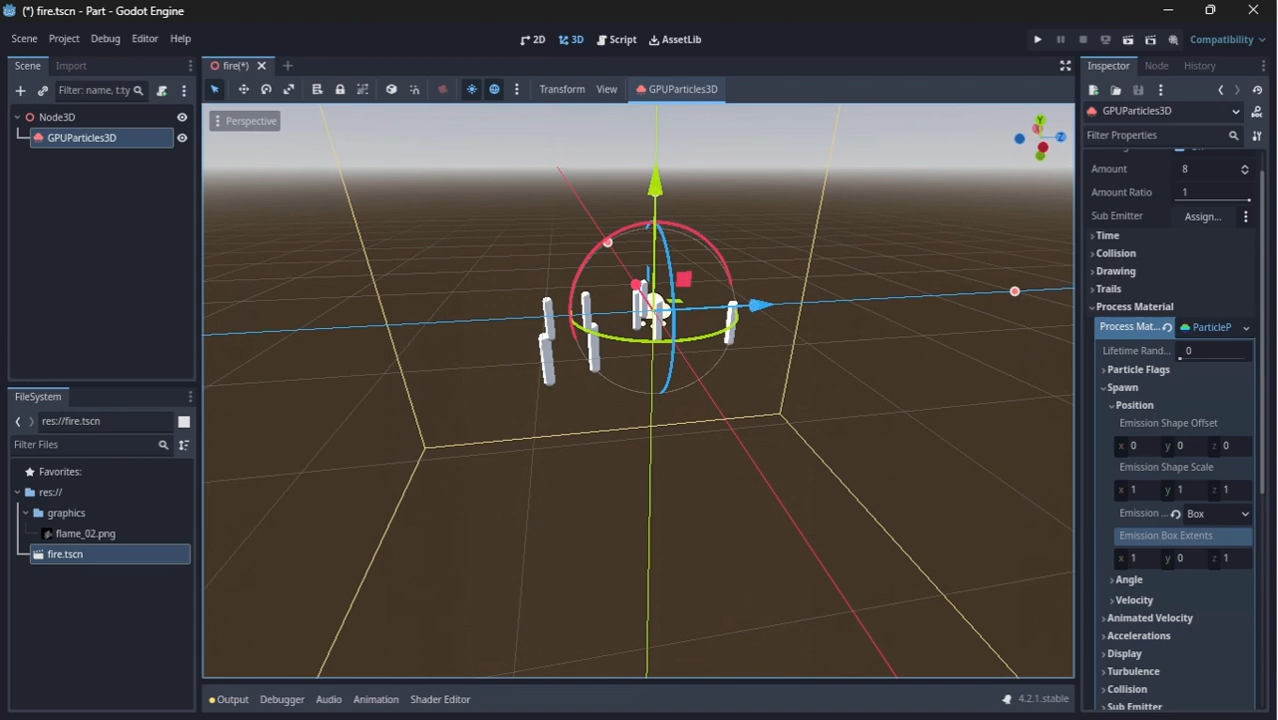 (*) fire.tscn - Part - Godot Engine
Scene Project Debug Editor Help
2D 3D Script AssetLib
Compatibility
Scene Import
fire(*)
Inspector Node History
Filter: name, t:ty
Transform View GPUParticles3D
Node3D
GPUParticles3D
Perspective
Y
Z
GPUParticles3D
Filter Properties
Amount 8
Amount Ratio 1
Sub Emitter Assign...
Time
Collision
Drawing
Trails
Process Material
Process Mat... ParticleP
Lifetime Rand... 0
Particle Flags
Spawn
Position
Emission Shape Offset
x 0 y 0 z 0
Emission Shape Scale
x 1 y 1 z 1
Emission ... Box
Emission Box Extents
x 1 y 0 z 1
Angle
Velocity
Animated Velocity
Accelerations
Display
Turbulence
Collision
Sub Emitter
FileSystem
res://fire.tscn
Filter Files
Favorites:
res://
graphics
flame_02.png
fire.tscn
Output Debugger Audio Animation Shader Editor
4.2.1.stable